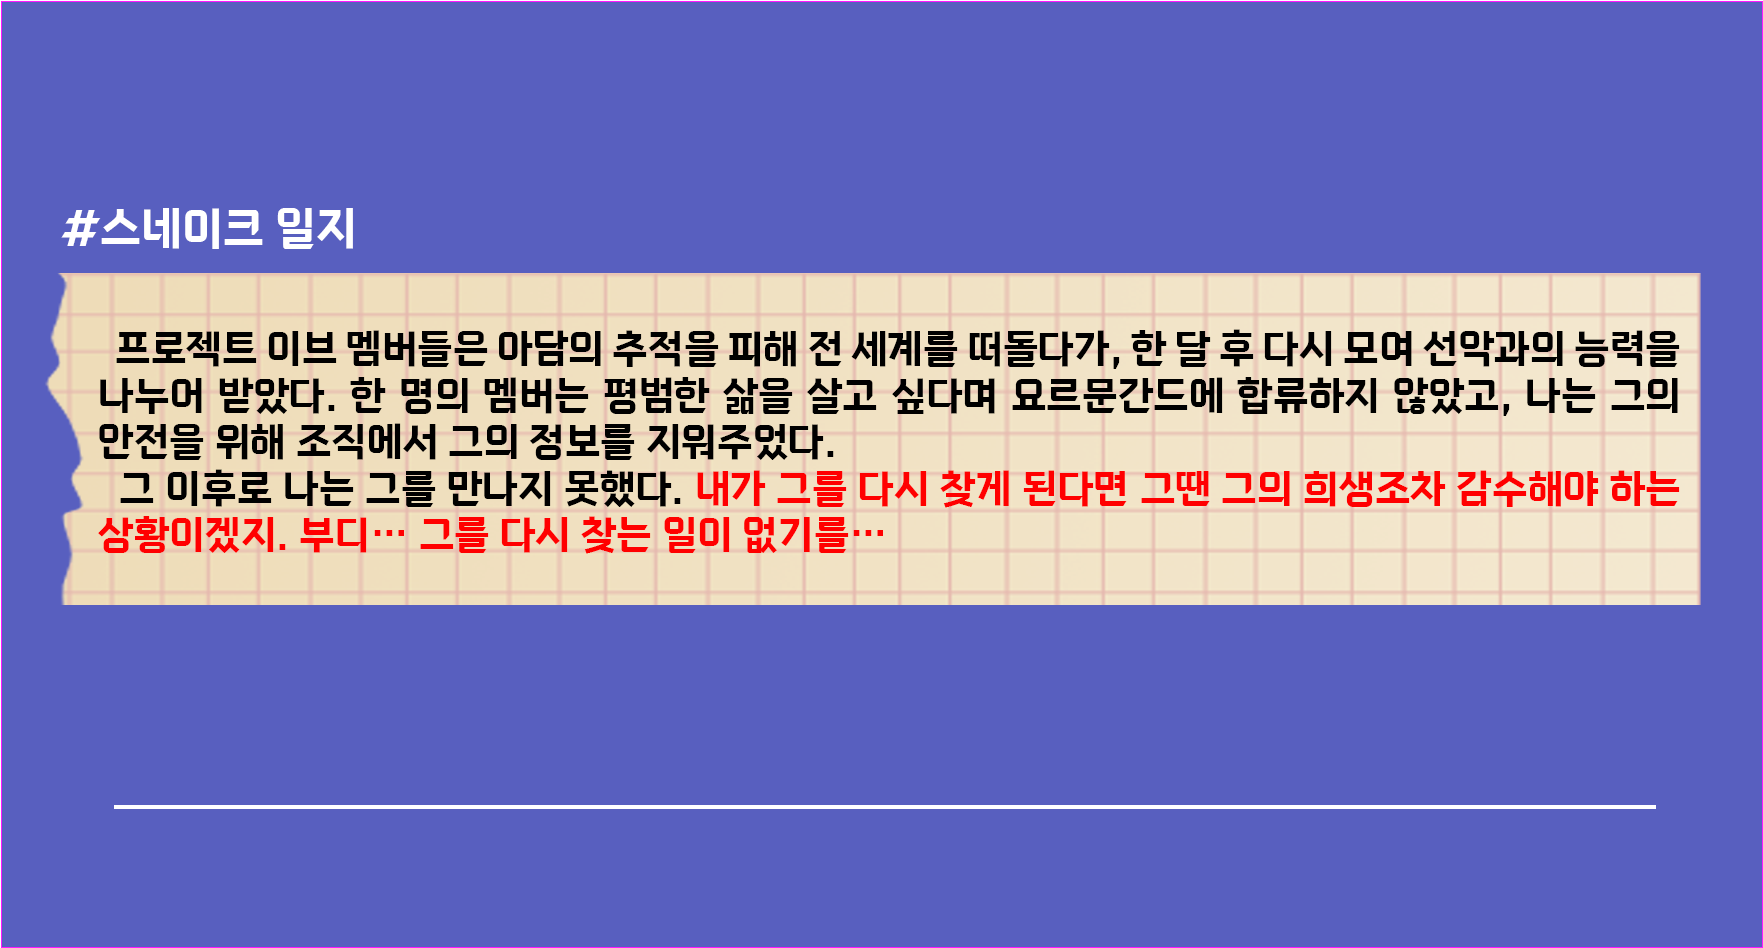 #스네이크 일지
프로젝트 이브 멤버들은 아담의 추적을 피해 전 세계를 떠돌다가, 한 달 후 다시 모여 선악과의 능력을
나누어 받았다. 한 명의 멤버는 평범한 삶을 살고 싶다며 요르문간드에 합류하지 않았고, 나는 그의
안전을 위해 조직에서 그의 정보를 지워주었다.
그 이후로 나는 그를 만나지 못했다. 내가 그를 다시 찾게 된다면 그땐 그의 희생조차 감수해야 하는
상황이겠지. 부디… 그를 다시 찾는 일이 없기를…